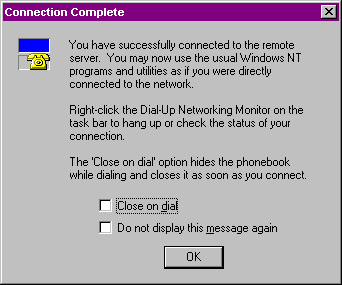 Connection Complete
You have successfully connected to the remote
server. You may now use the usual Windows NT
programs and utilities as if you were directly
connected to the network.
Right-click the Dial-Up Networking Monitor on the
task bar to hang up or check the status of your
connection.
The 'Close on dial' option hides the phonebook
while dialing and closes it as soon as you connect.
Close on dial
Do not display this message again
OK